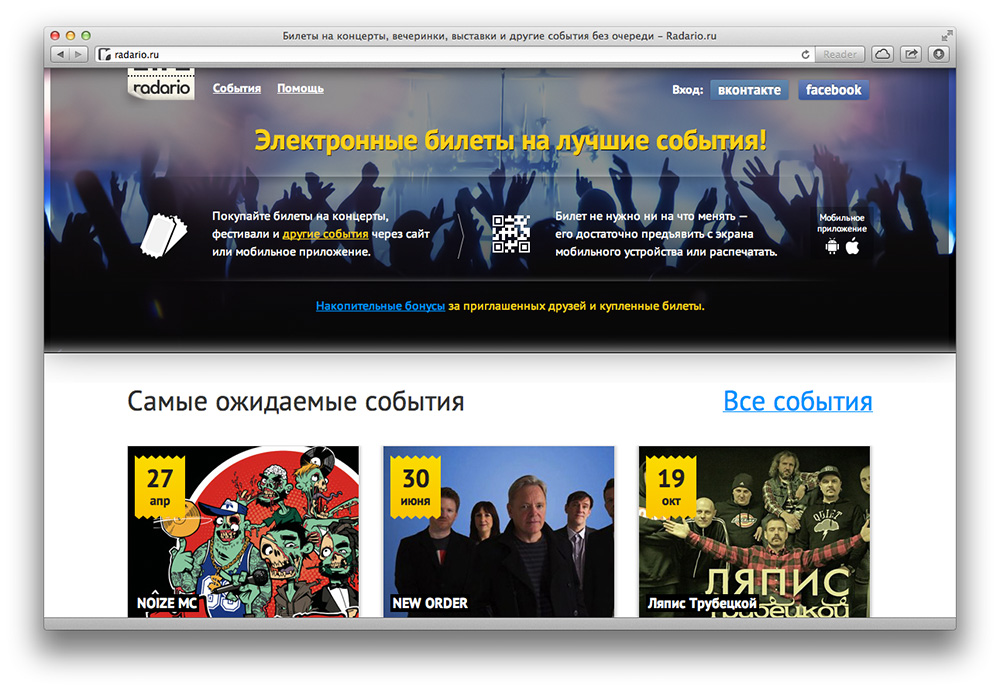 Билеты на концерты, вечеринки, выставки и другие события без очереди – Radario.ru
radario.ru
Reader
radario
События
Помощь
Вход:
вконтакте
facebook
Электронные билеты на лучшие события!
Покупайте билеты на концерты,
фестивали и другие события через сайт
или мобильное приложение.
Билет не нужно ни на что менять —
его достаточно предъявить с экрана
мобильного устройства или распечатать.
Мобильное
приложение
Накопительные бонусы за приглашенных друзей и купленные билеты.
Самые ожидаемые события
Все события
27
апр
NOIZE MC
30
июня
NEW ORDER
19
окт
ЛЯПИС
Трубецкой
Ляпис Трубецкой